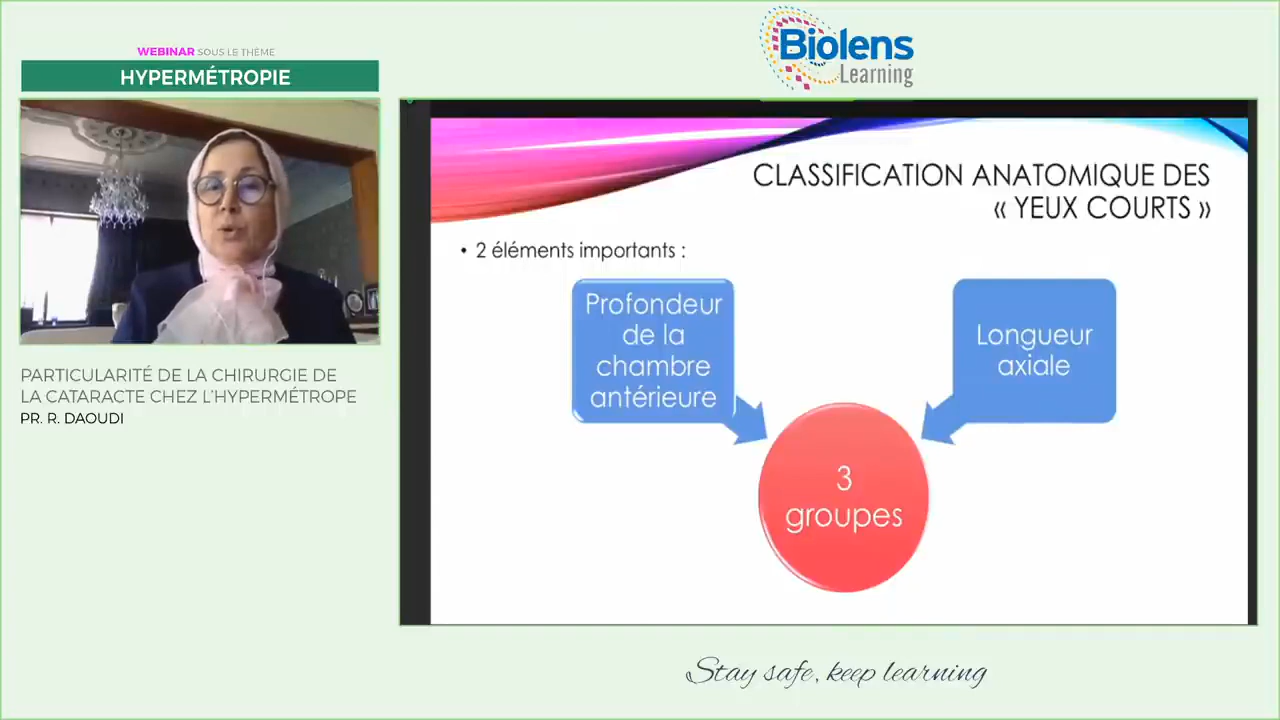 WEBINAR SOUS LE THÈME
HYPERMÉTROPIE
Biolens
Learning
CLASSIFICATION ANATOMIQUE DES
« YEUX COURTS »
• 2 éléments importants :
Profondeur
de la
chambre
antérieure
Longueur
axiale
3
groupes
PARTICULARITÉ DE LA CHIRURGIE DE
LA CATARACTE CHEZ L'HYPERMÉTROPE
PR. R. DAOUDI
Stay safe, keep learning